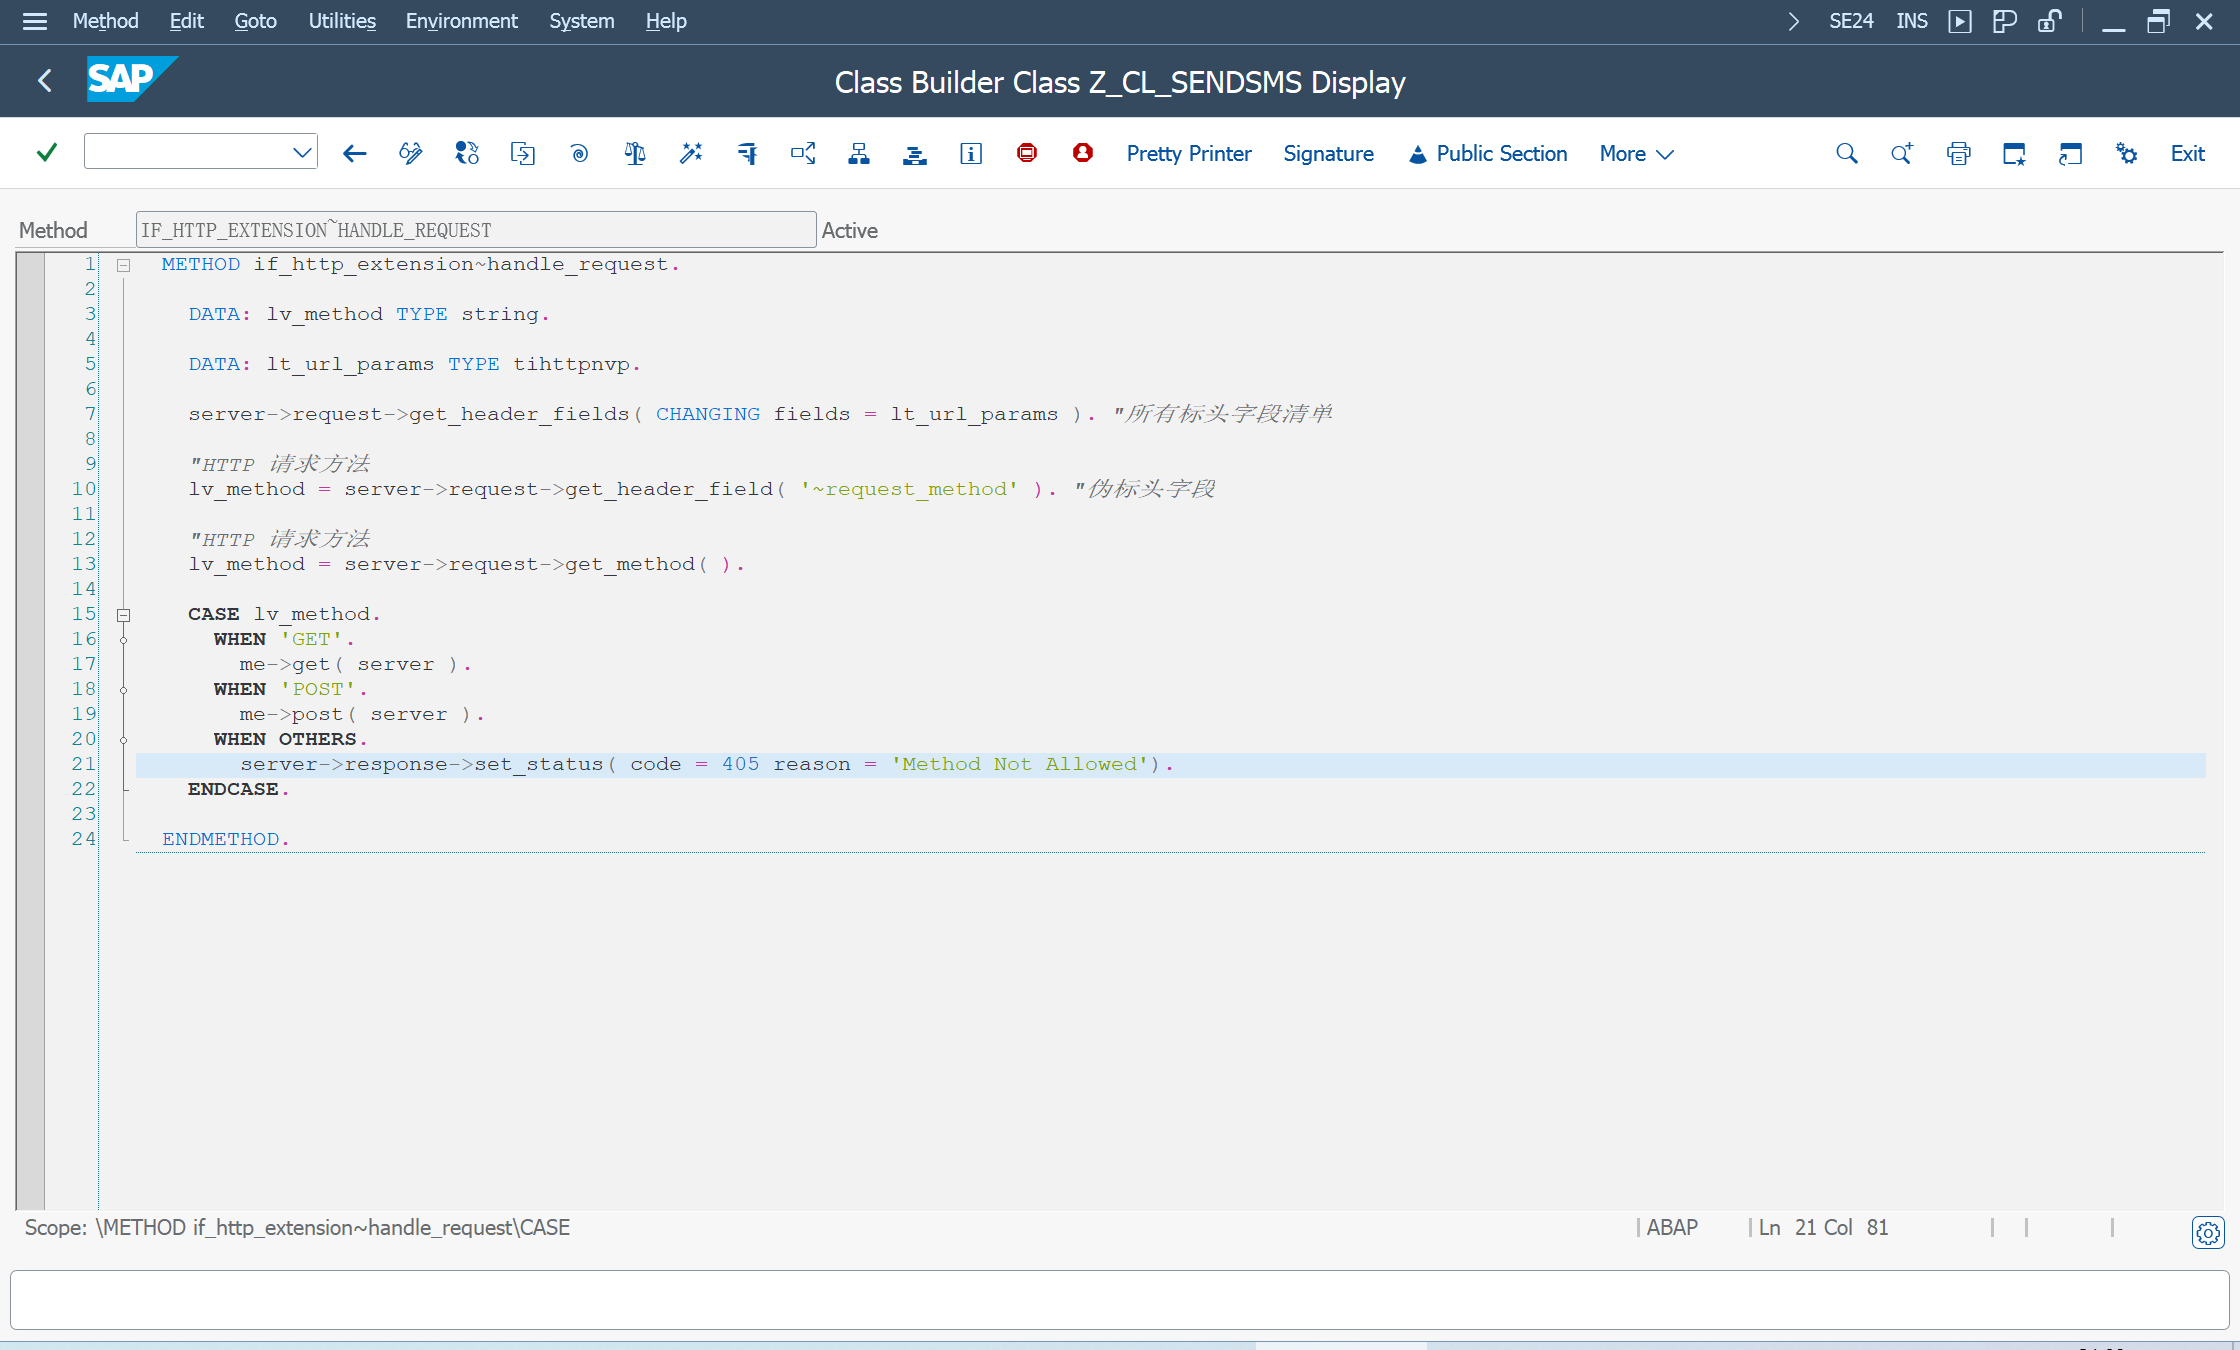 Method Edit Goto Utilities Environment System Help SE24 INS
SAP Class Builder Class Z_CL_SENDSMS Display
Pretty Printer Signature Public Section More Exit
Method IF_HTTP_EXTENSION~HANDLE_REQUEST Active
1 METHOD if_http_extension~handle_request.
2
3 DATA: lv_method TYPE string.
4
5 DATA: lt_url_params TYPE tihttpnvp.
6
7 server->request->get_header_fields( CHANGING fields = lt_url_params ). "所有标头字段清单
8
9 "HTTP 请求方法
10 lv_method = server->request->get_header_field( '~request_method' ). "伪标头字段
11
12 "HTTP 请求方法
13 lv_method = server->request->get_method( ).
14
15 CASE lv_method.
16 WHEN 'GET'.
17 me->get( server ).
18 WHEN 'POST'.
19 me->post( server ).
20 WHEN OTHERS.
21 server->response->set_status( code = 405 reason = 'Method Not Allowed').
22 ENDCASE.
23
24 ENDMETHOD.
Scope: \METHOD if_http_extension~handle_request\CASE ABAP Ln 21 Col 81